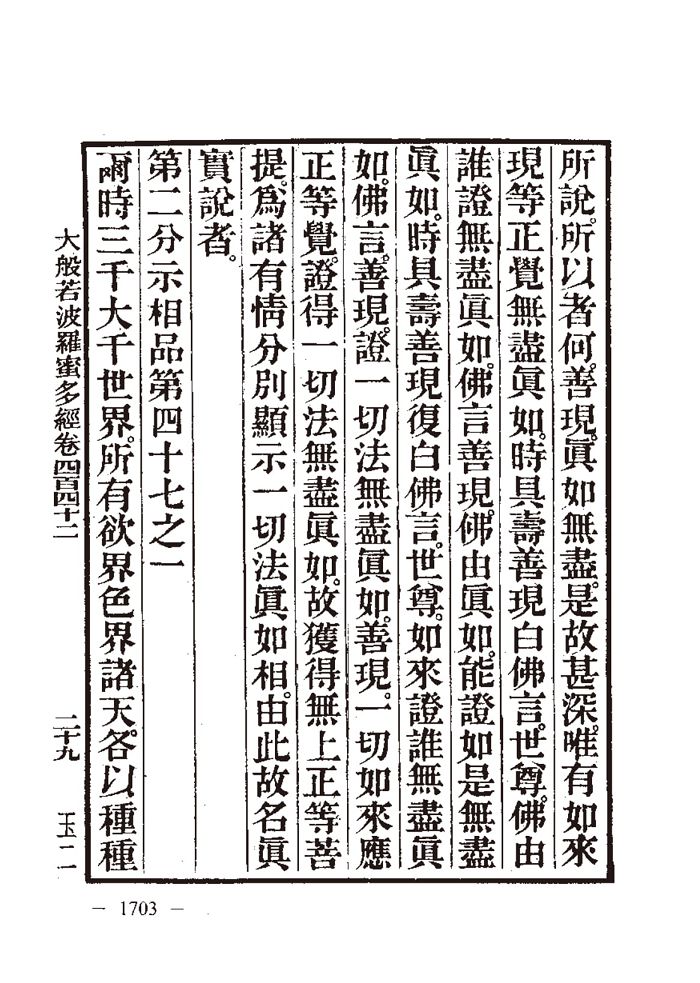 所說。所以者何。善現。眞如無盡。是故甚深。唯有如來
現等正覺無盡眞如。時具壽善現白佛言。世尊。佛由
誰證無盡眞如。佛言善現。佛由眞如。能證如是無盡
眞如。時具壽善現復白佛言。世尊。如來證誰無盡眞
如。佛言。善現。證一切法無盡眞如。善現。一切如來應
正等覺。證得一切法無盡眞如。故獲得無上正等菩
提。爲諸有情分別顯示一切法眞如相。由此故名眞
實說者。
第二分示相品第四十七之一
爾時三千大千世界。所有欲界色界諸天。各以種種
大般若波羅蜜多經卷四百四十二
二十九
玉二
— 1703 —